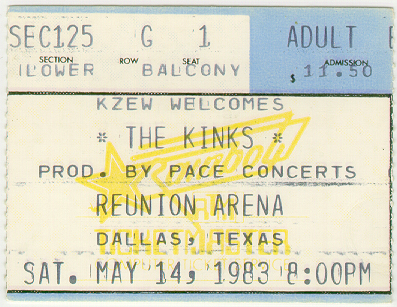 SEC125 G 1 ADULT
SECTION ROW SEAT ADMISSION
LOWER BALCONY $11.50
KZEW WELCOMES
* THE KINKS *
PROD. BY PACE CONCERTS
REUNION ARENA
DALLAS, TEXAS
SAT. MAY 14, 1983 8:00PM